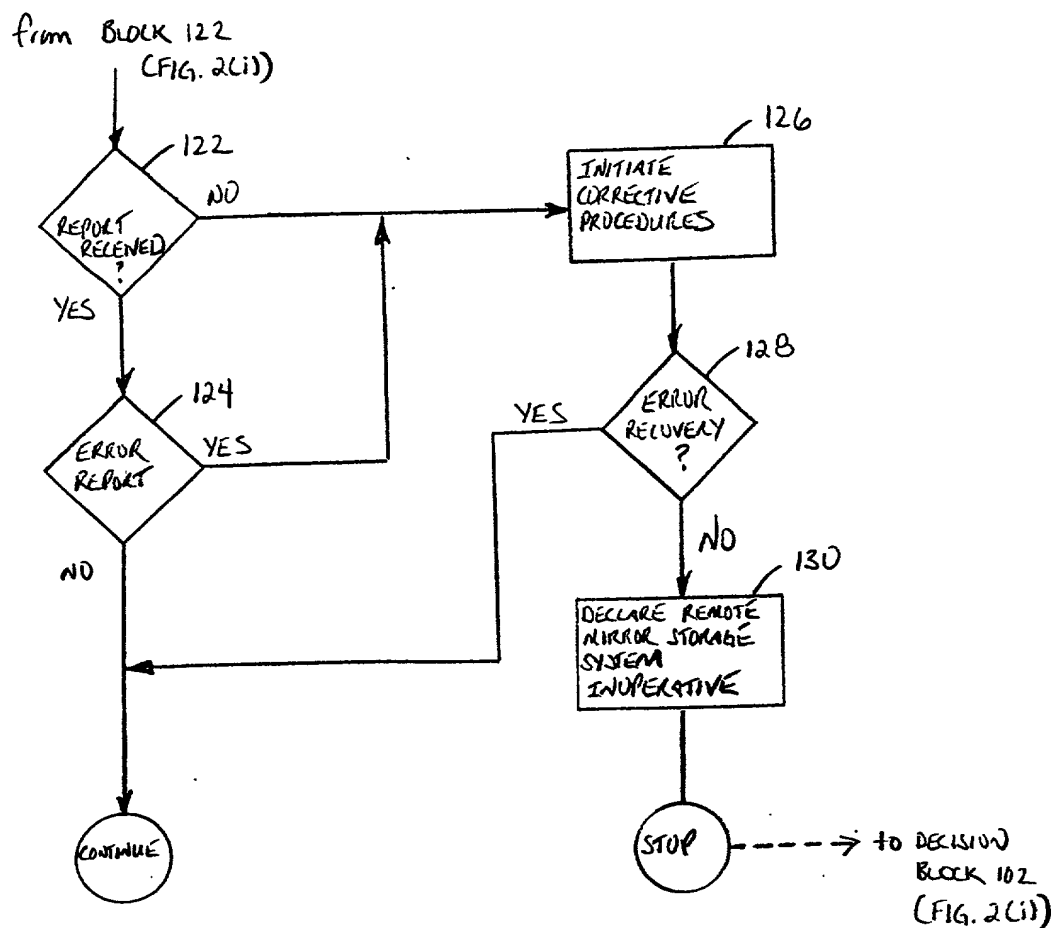 from BLOCK 122
(FIG. 2(i))
122
REPORT
RECEIVED
?
NO
YES
126
INITIATE
CORRECTIVE
PROCEDURES
124
ERROR
REPORT
YES
NO
128
ERROR
RECOVERY
?
YES
NO
130
DECLARE REMOTE
MIRROR STORAGE
SYSTEM
INOPERATIVE
CONTINUE
STOP
to DECISION
BLOCK 102
(FIG. 2(i))